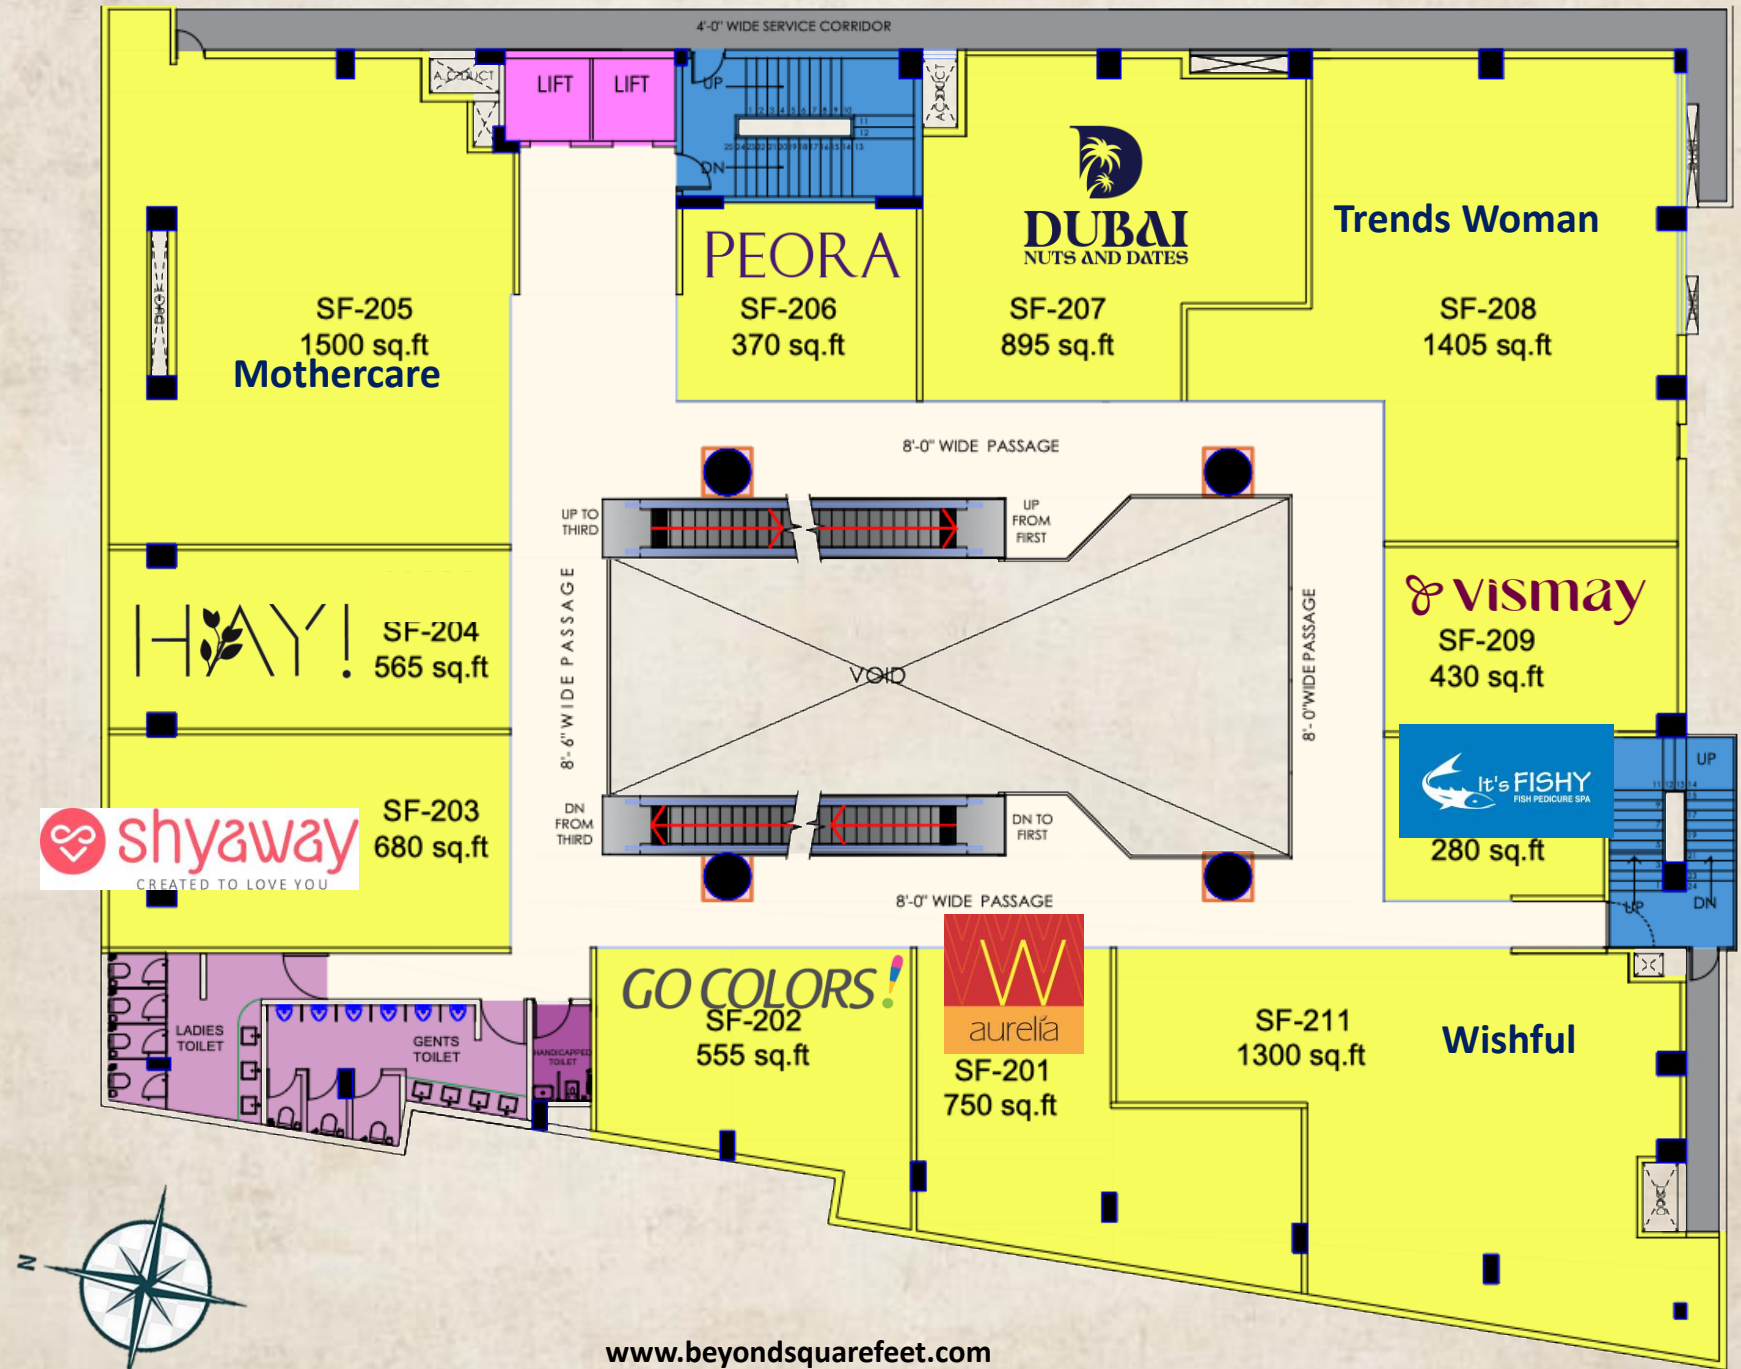 4'-0" WIDE SERVICE CORRIDOR
A.C.DUCT
LIFT
LIFT
UP
DN
AC.DUCT
DUBAI
NUTS AND DATES
Trends Woman
PEORA
SF-205
1500 sq.ft
Mothercare
SF-206
370 sq.ft
SF-207
895 sq.ft
SF-208
1405 sq.ft
8'-0" WIDE PASSAGE
UP TO
THIRD
UP
FROM
FIRST
HAY!
SF-204
565 sq.ft
8'-6" WIDE PASSAGE
VOID
8'-0" WIDE PASSAGE
vismay
SF-209
430 sq.ft
It's FISHY
FISH PEDICURE SPA
280 sq.ft
UP
UP
DN
shyaway
CREATED TO LOVE YOU
SF-203
680 sq.ft
DN
FROM
THIRD
DN TO
FIRST
8'-0" WIDE PASSAGE
LADIES
TOILET
GENTS
TOILET
HANDICAPPED
TOILET
GO COLORS!
SF-202
555 sq.ft
W
aurelia
SF-201
750 sq.ft
SF-211
1300 sq.ft
Wishful
N
www.beyondsquarefeet.com